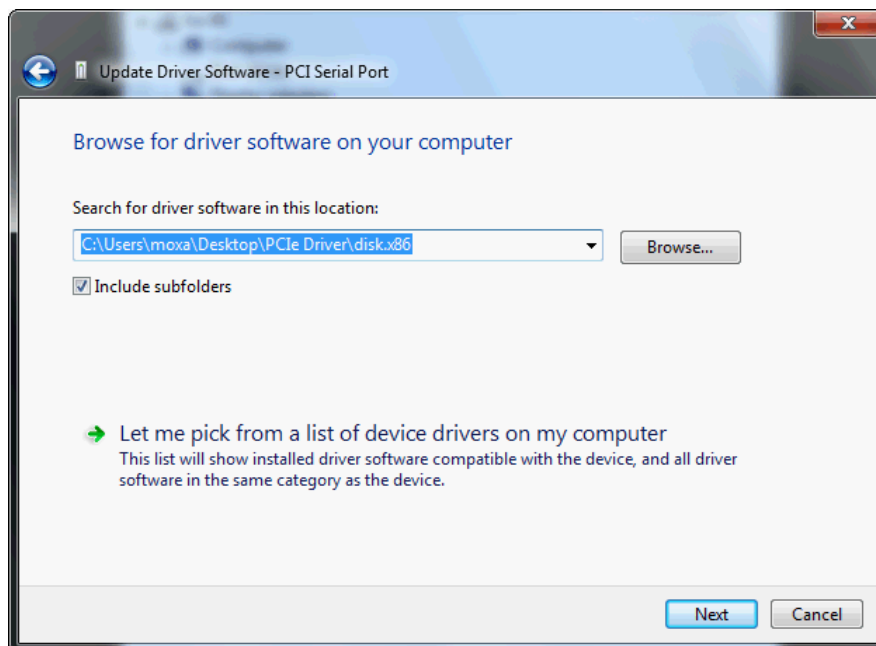 Computer
Update Driver Software - PCI Serial Port
Browse for driver software on your computer
Search for driver software in this location:
C:\Users\moxa\Desktop\PCIe Driver\disk.x86
Browse...
Include subfolders
Let me pick from a list of device drivers on my computer
This list will show installed driver software compatible with the device, and all driver
software in the same category as the device.
Next
Cancel